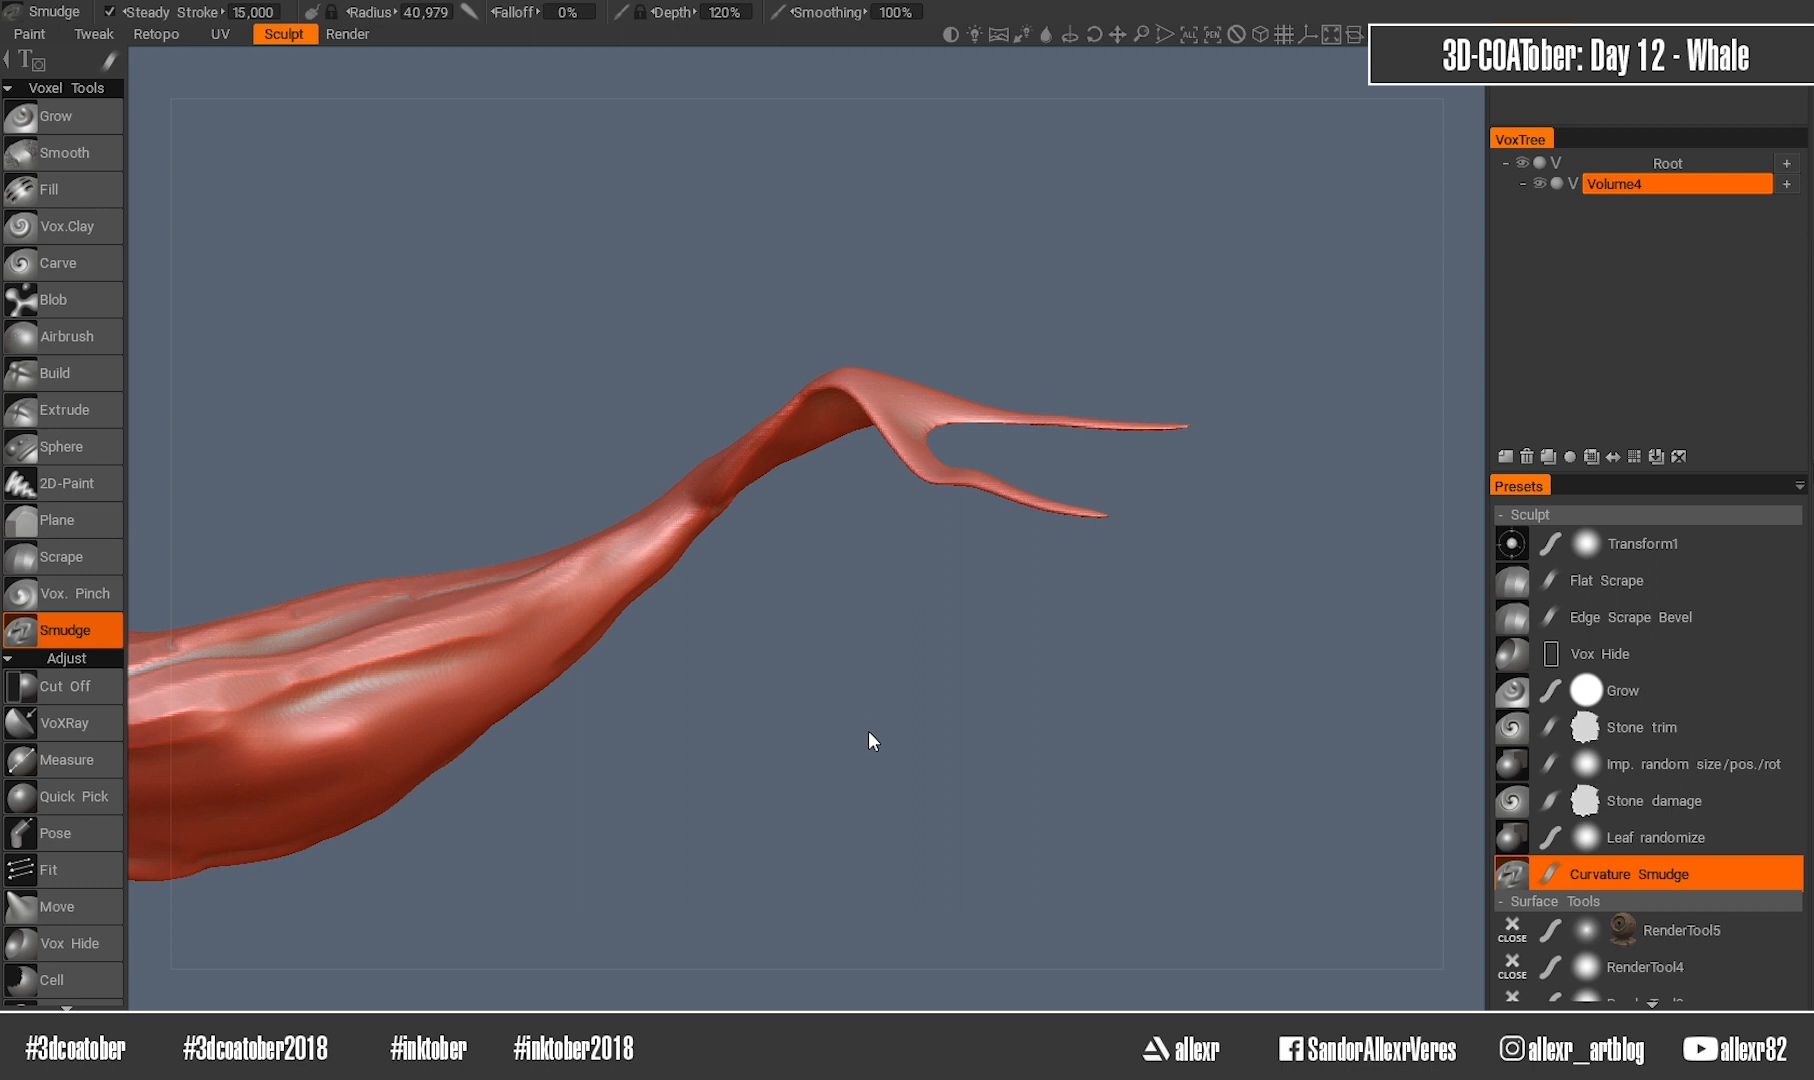 Smudge Steady Stroke 15,000 Radius 40,979 Falloff 0% Depth 120% Smoothing 100%
Paint Tweak Retopo UV Sculpt Render
3D-COATober: Day 12 - Whale
Voxel Tools
Grow
Smooth
Fill
Vox.Clay
Carve
Blob
Airbrush
Build
Extrude
Sphere
2D-Paint
Plane
Scrape
Vox. Pinch
Smudge
Adjust
Cut Off
VoXRay
Measure
Quick Pick
Pose
Fit
Move
Vox Hide
Cell
ALL PEN
VoxTree
- V Root +
- V Volume4 +
Presets
- Sculpt
Transform1
Flat Scrape
Edge Scrape Bevel
Vox Hide
Grow
Stone trim
Imp. random size/pos./rot
Stone damage
Leaf randomize
Curvature Smudge
- Surface Tools
CLOSE RenderTool5
CLOSE RenderTool4
#3dcoatober #3dcoatober2018 #inktober #inktober2018 allexr SandorAllexrVeres allexr_artblog allexr82